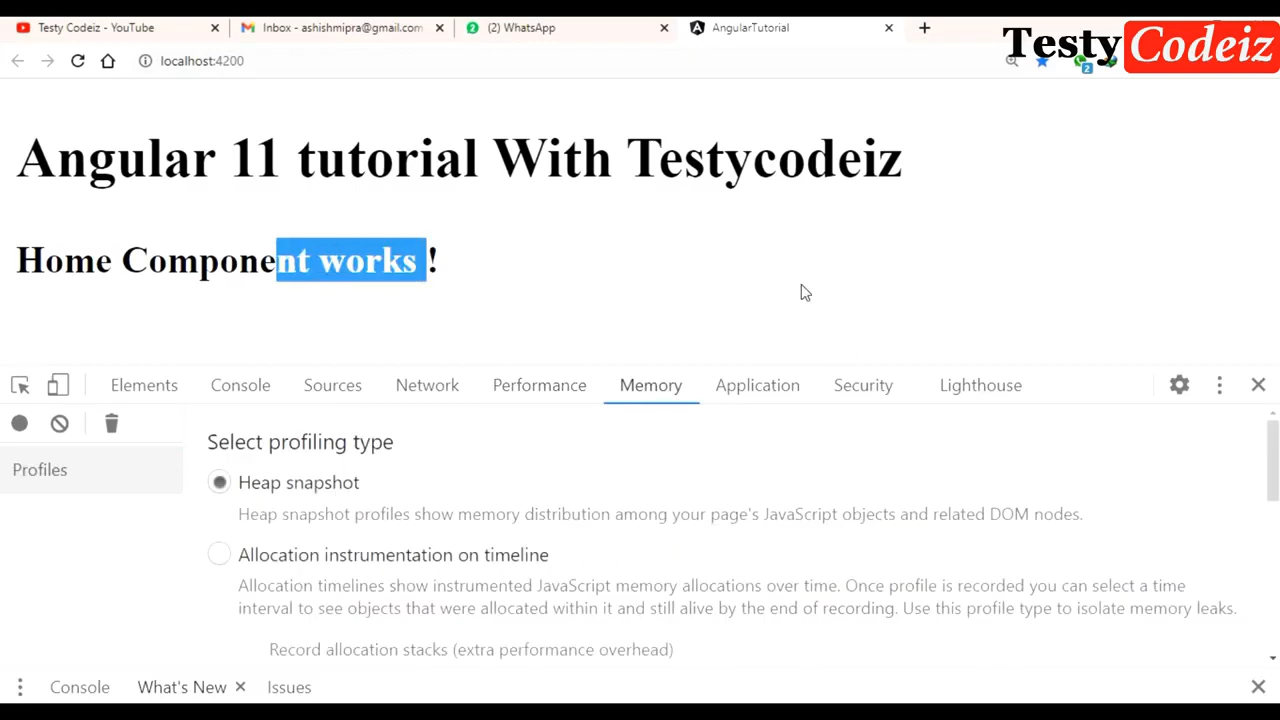 Testy Codeiz - YouTube
Inbox - ashishmipra@gmail.com
(2) WhatsApp
AngularTutorial
Testy Codeiz
localhost:4200
2
Angular 11 tutorial With Testycodeiz
Home Component works !
Elements Console Sources Network Performance Memory Application Security Lighthouse
Profiles
Select profiling type
Heap snapshot
Heap snapshot profiles show memory distribution among your page's JavaScript objects and related DOM nodes.
Allocation instrumentation on timeline
Allocation timelines show instrumented JavaScript memory allocations over time. Once profile is recorded you can select a time
interval to see objects that were allocated within it and still alive by the end of recording. Use this profile type to isolate memory leaks.
Record allocation stacks (extra performance overhead)
Console What's New Issues